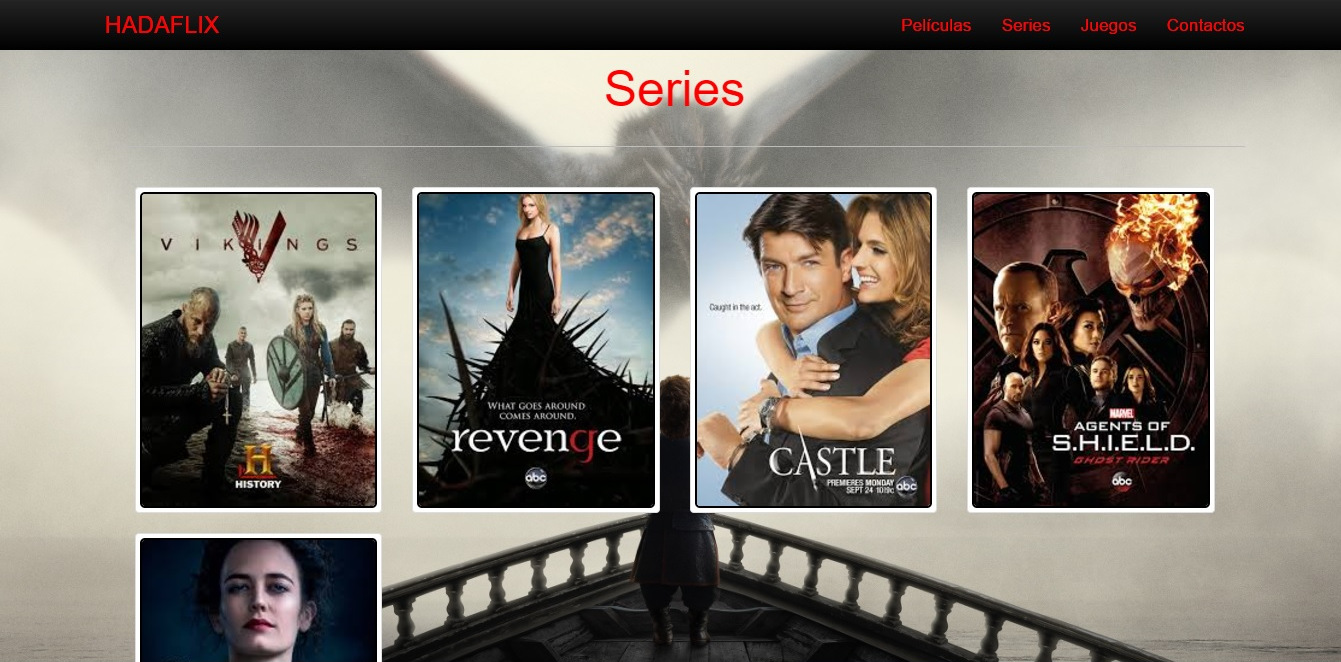 HADAFLIX
Películas Series Juegos Contactos
Series
VIKINGS
HISTORY
WHAT GOES AROUND
COMES AROUND.
revenge
abc
Caught in the act.
CASTLE
PREMIERES MONDAY
SEPT 24 10|9c
abc
MARVEL
AGENTS OF
S.H.I.E.L.D.
GHOST RIDER
abc